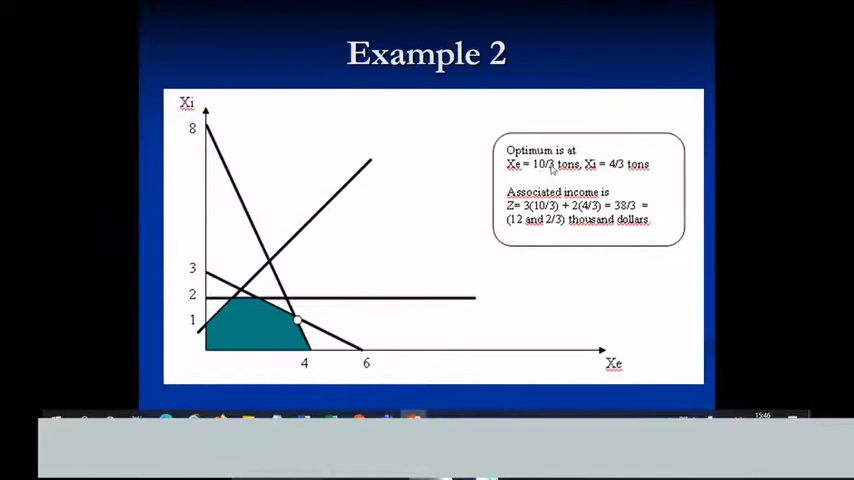 Example 2
Xi
8
3
2
1
4
6
Xe
Optimum is at
Xe = 10/3 tons, Xi = 4/3 tons
Associated income is
Z= 3(10/3) + 2(4/3) = 38/3 =
(12 and 2/3) thousand dollars.
15:46